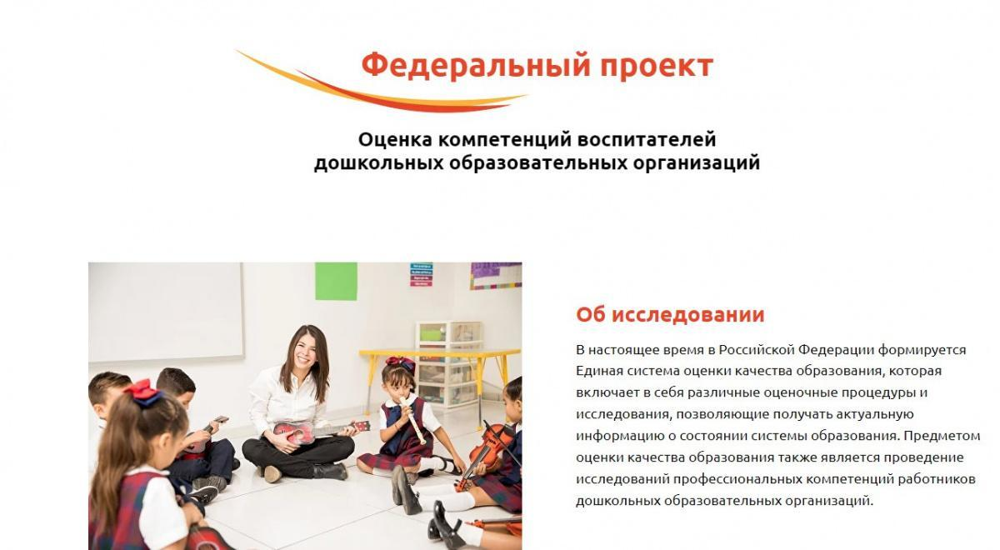 Федеральный проект
Оценка компетенций воспитателей
дошкольных образовательных организаций
Об исследовании
В настоящее время в Российской Федерации формируется
Единая система оценки качества образования, которая
включает в себя различные оценочные процедуры и
исследования, позволяющие получать актуальную
информацию о состоянии системы образования. Предметом
оценки качества образования также является проведение
исследований профессиональных компетенций работников
дошкольных образовательных организаций.